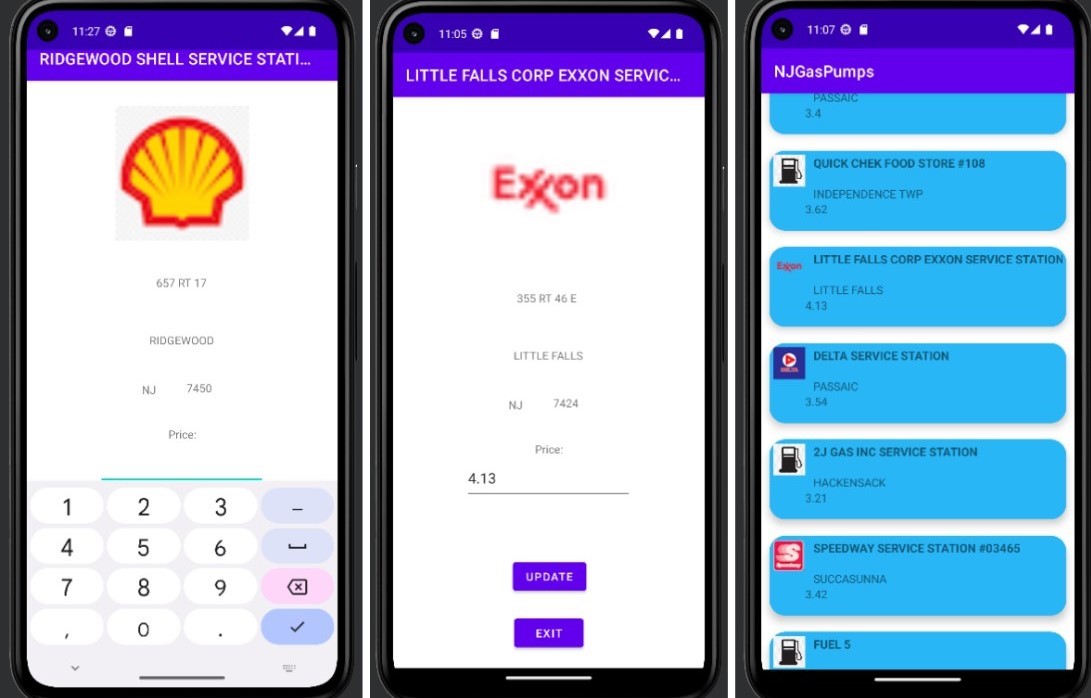 11:27
RIDGEWOOD SHELL SERVICE STATI...
657 RT 17
RIDGEWOOD
NJ 7450
Price:
1 2 3 –
4 5 6
7 8 9
, 0 .
11:05
LITTLE FALLS CORP EXXON SERVIC...
Exxon
355 RT 46 E
LITTLE FALLS
NJ 7424
Price:
4.13
UPDATE
EXIT
11:07
NJGasPumps
PASSAIC
3.4
QUICK CHEK FOOD STORE #108
INDEPENDENCE TWP
3.62
Exxon
LITTLE FALLS CORP EXXON SERVICE STATION
LITTLE FALLS
4.13
DELTA
DELTA SERVICE STATION
PASSAIC
3.54
2J GAS INC SERVICE STATION
HACKENSACK
3.21
Speedway
SPEEDWAY SERVICE STATION #03465
SUCCASUNNA
3.42
FUEL 5